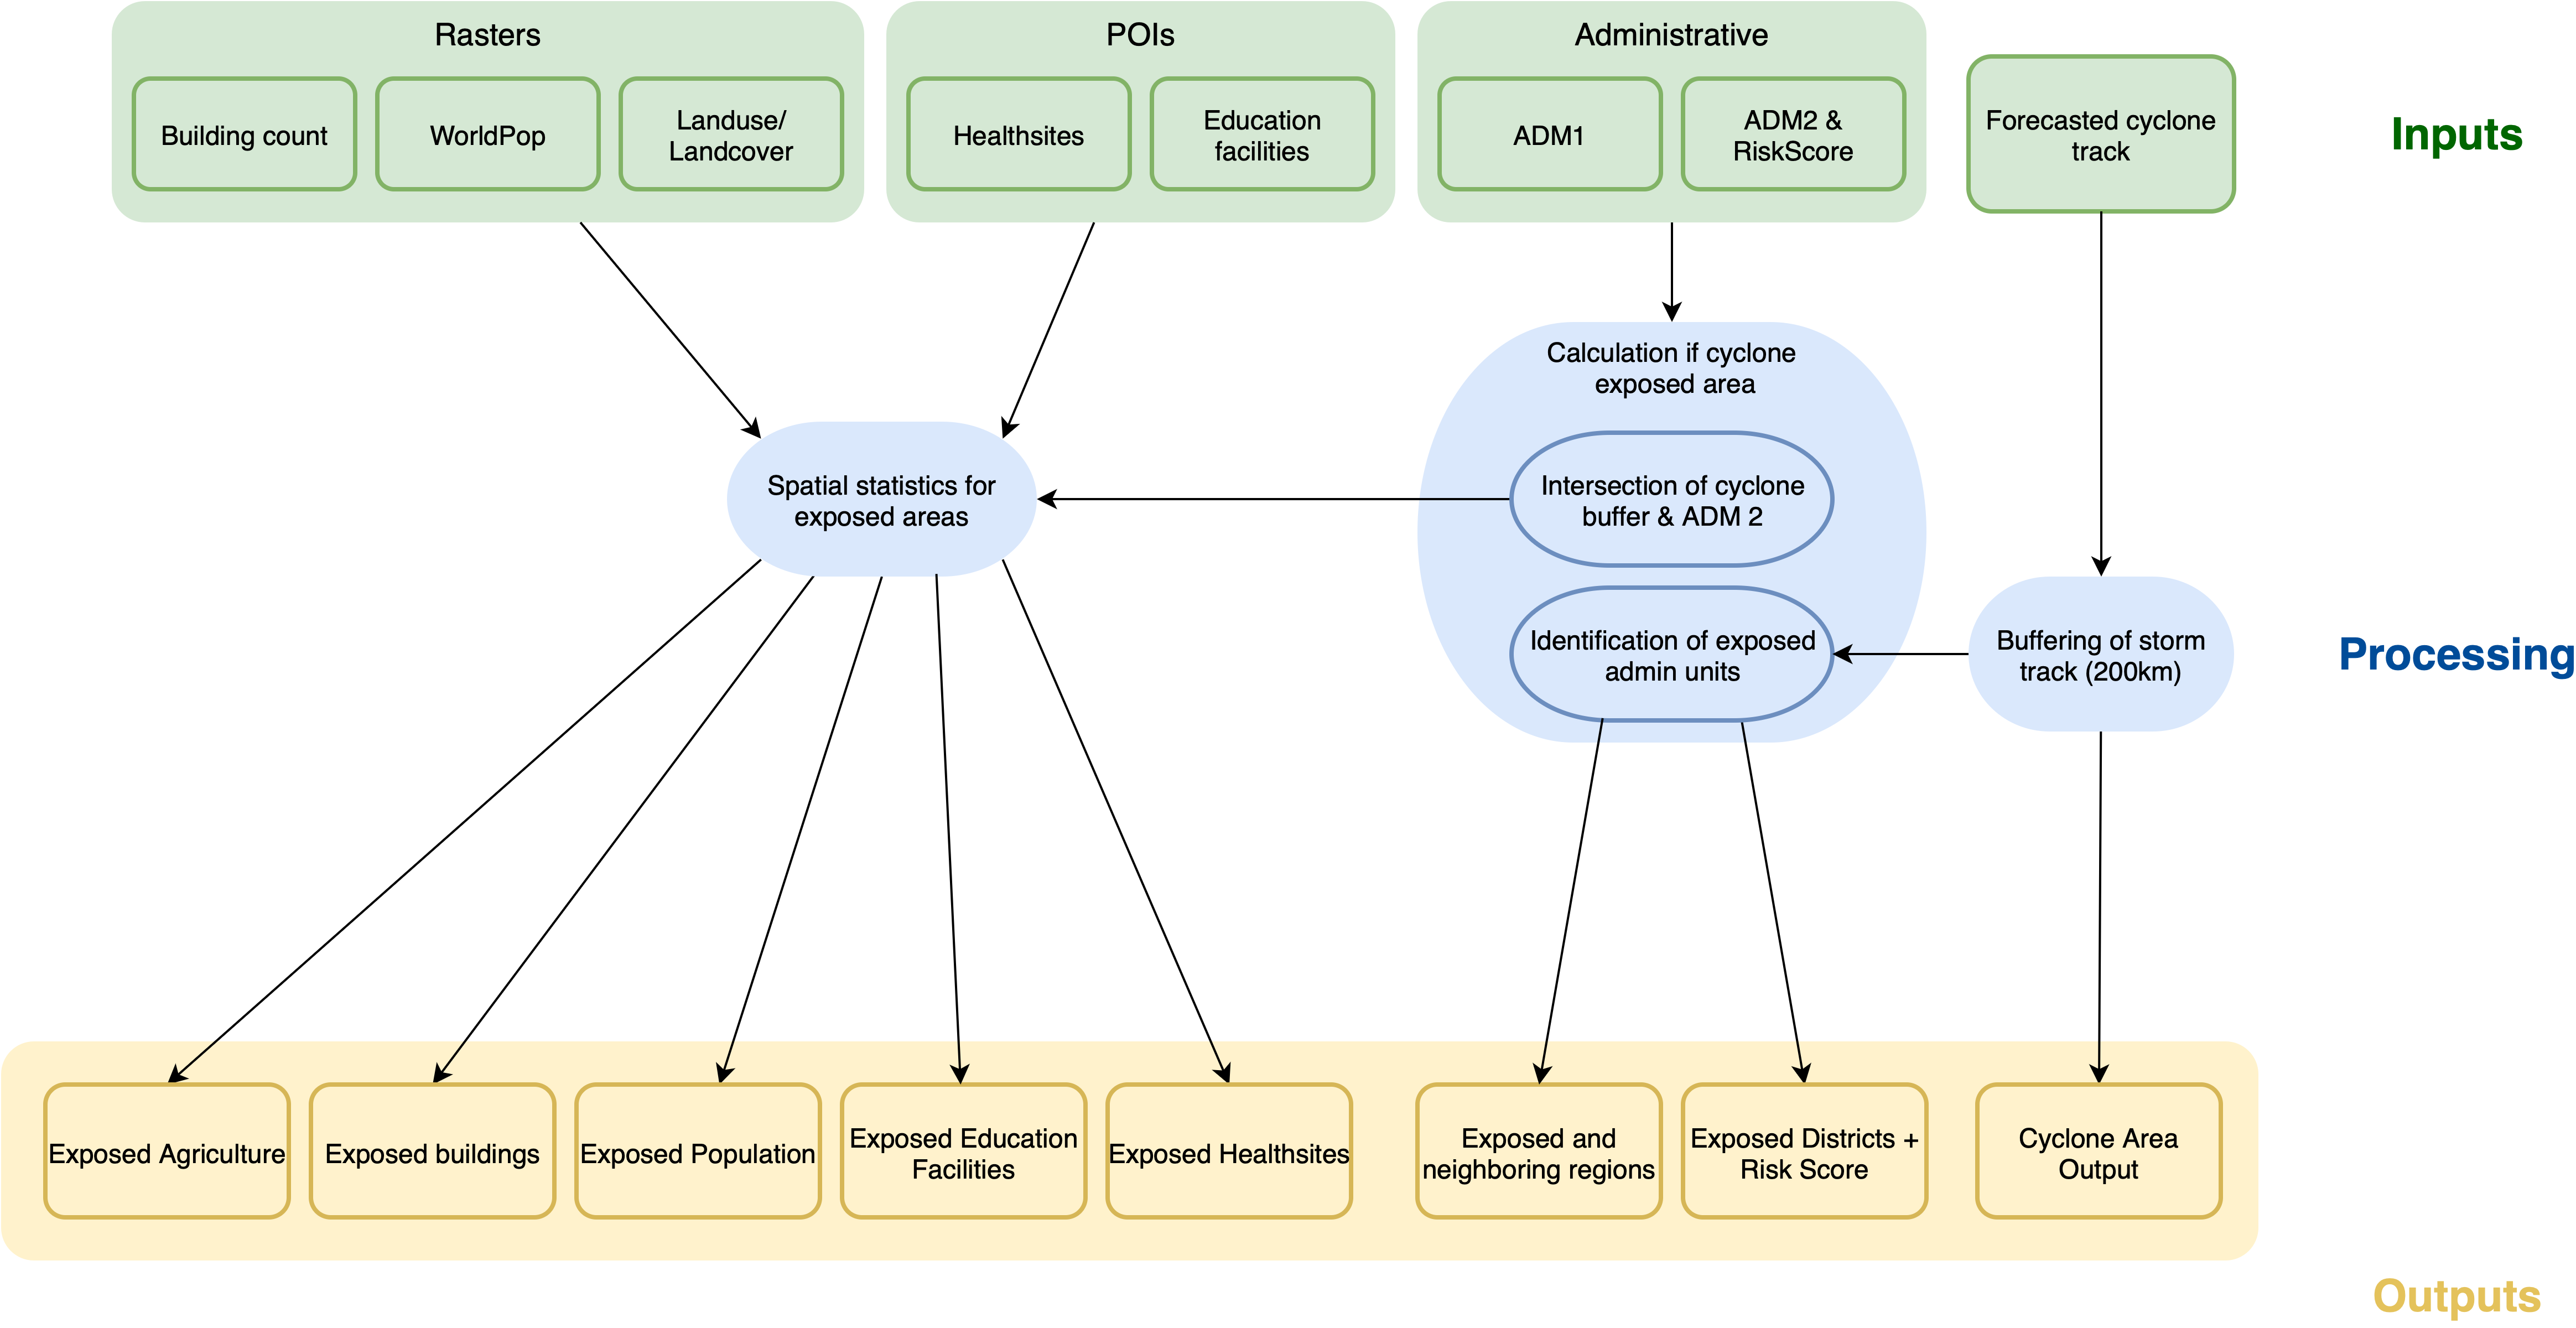 Rasters
Building count
WorldPop
Landuse/
Landcover
POIs
Healthsites
Education
facilities
Administrative
ADM1
ADM2 &
RiskScore
Forecasted cyclone
track
Inputs
Calculation if cyclone
exposed area
Spatial statistics for
exposed areas
Intersection of cyclone
buffer & ADM 2
Identification of exposed
admin units
Buffering of storm
track (200km)
Processing
Exposed Agriculture
Exposed buildings
Exposed Population
Exposed Education
Facilities
Exposed Healthsites
Exposed and
neighboring regions
Exposed Districts +
Risk Score
Cyclone Area
Output
Outputs